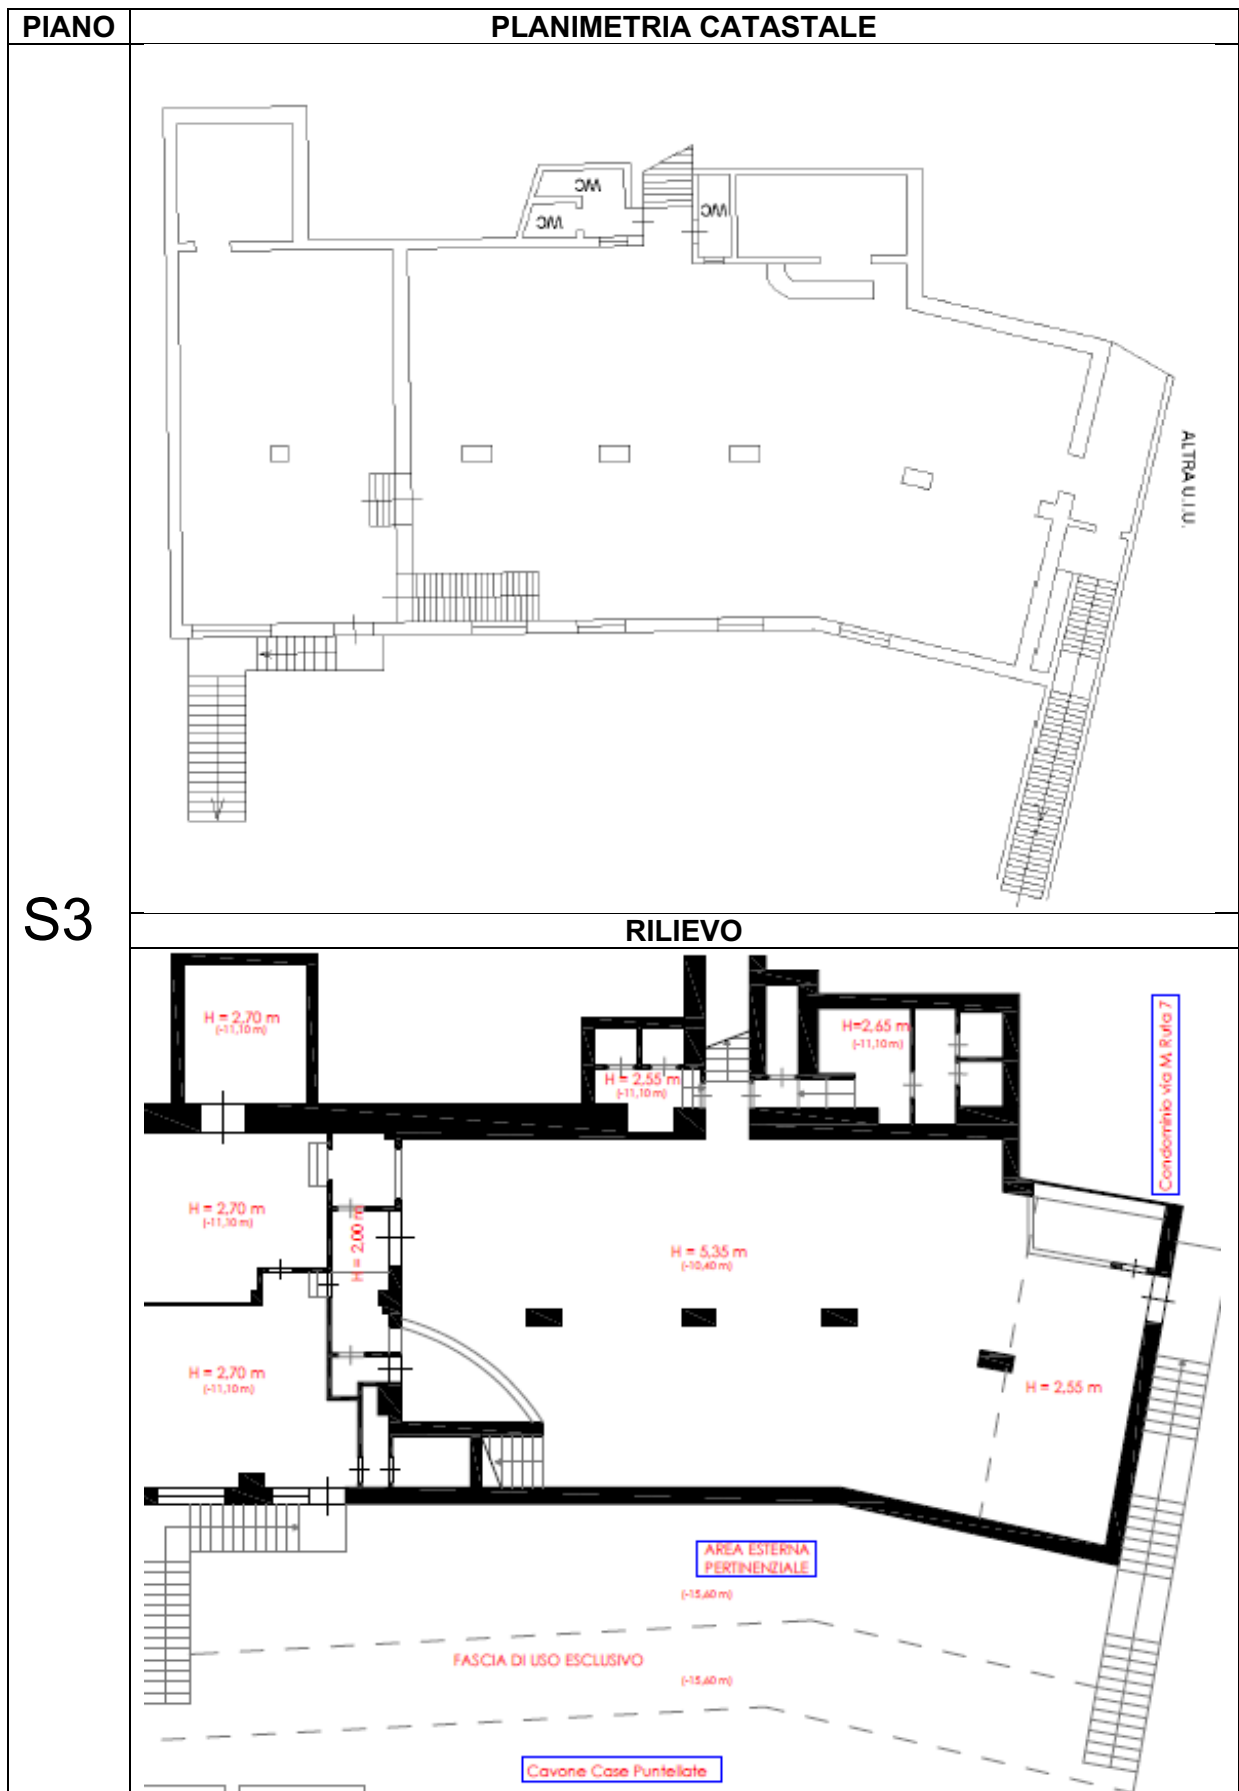 PIANO
PLANIMETRIA CATASTALE
WC
WC
WC
ALTRA U.I.U.
S3
RILIEVO
H = 2,70 m
(-11,10 m)
H=2,65 m
(-11,10 m)
H = 2,55 m
(-11,10 m)
Condominio via M. Ruta 7
H = 2,70 m
(-11,10 m)
H = 2,00 m
H = 5,35 m
(-10,60 m)
H = 2,70 m
(-11,10 m)
H = 2,55 m
AREA ESTERNA
PERTINENZIALE
(-15,60 m)
FASCIA DI USO ESCLUSIVO
(-15,60 m)
Cavone Case Puntellate